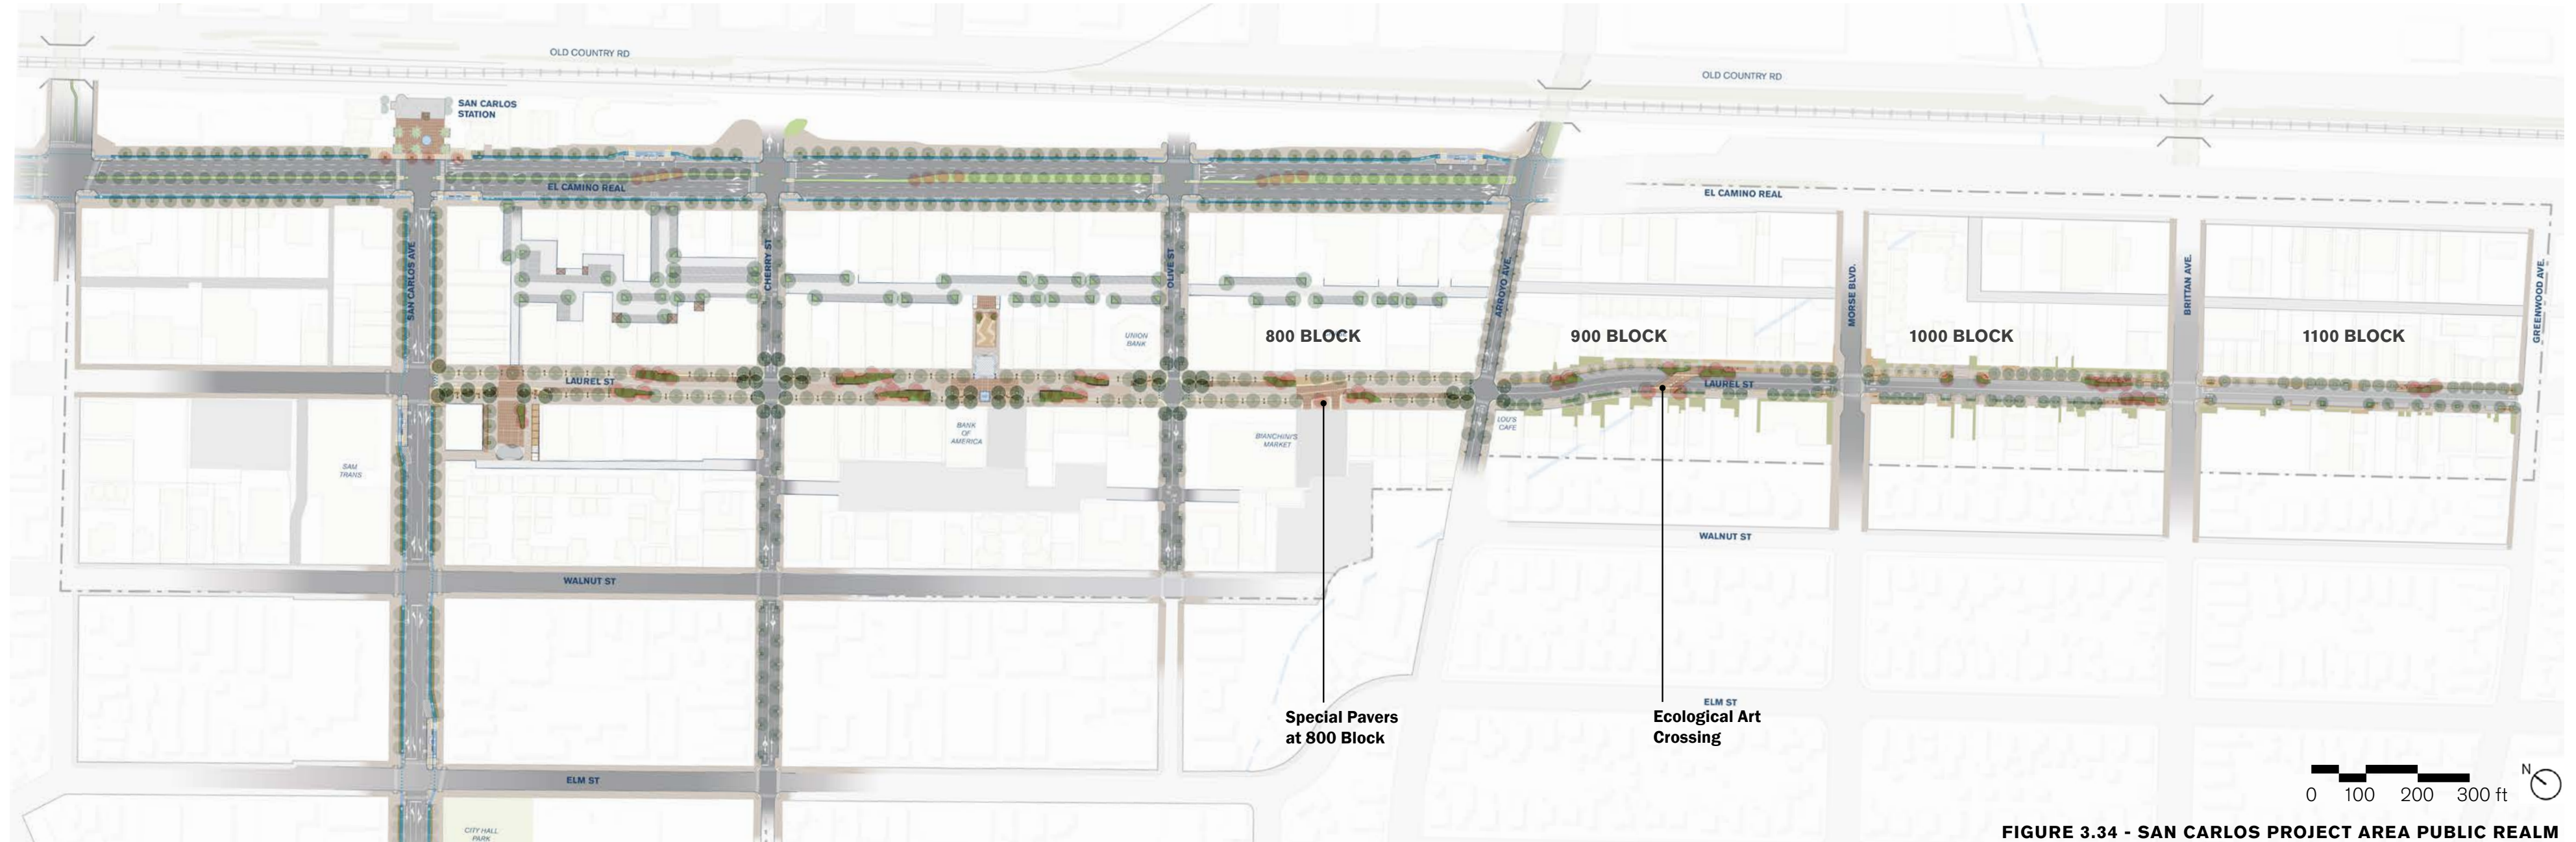 OLD COUNTRY RD
OLD COUNTRY RD
SAN CARLOS
STATION
EL CAMINO REAL
EL CAMINO REAL
SAN CARLOS AVE
CHERRY ST
OLIVE ST
ARROYO AVE.
MORSE BLVD.
BRITTAN AVE.
GREENWOOD AVE.
UNION
BANK
800 BLOCK
900 BLOCK
1000 BLOCK
1100 BLOCK
LAUREL ST
LAUREL ST
BANK
OF
AMERICA
BIANCHINI'S
MARKET
LOU'S
CAFE
SAM
TRANS
WALNUT ST
WALNUT ST
ELM ST
Special Pavers
at 800 Block
Ecological Art
Crossing
ELM ST
CITY HALL
PARK
N
0 100 200 300 ft
FIGURE 3.34 - SAN CARLOS PROJECT AREA PUBLIC REALM